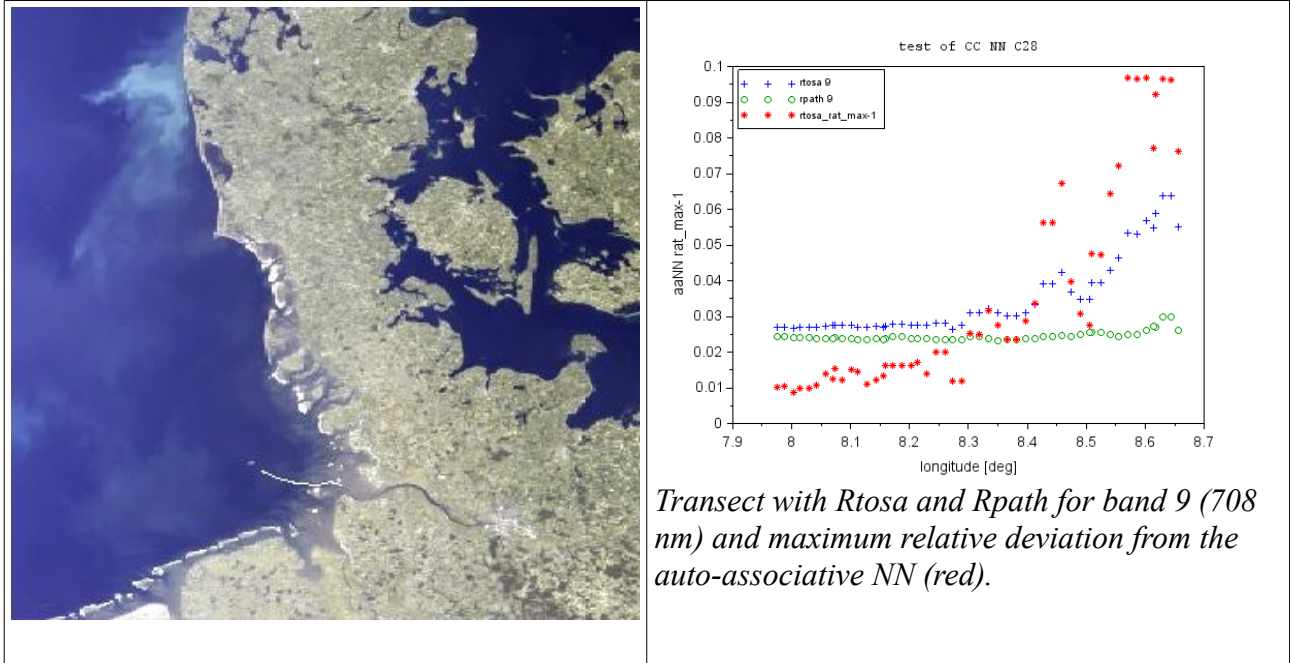 test of CC NN C28
rtosa 9
rpath 9
rtosa_rat_max-1
aaNN rat_max-1
0.1
0.09
0.08
0.07
0.06
0.05
0.04
0.03
0.02
0.01
0
7.9 8 8.1 8.2 8.3 8.4 8.5 8.6 8.7
longitude [deg]
Transect with Rtosa and Rpath for band 9 (708
nm) and maximum relative deviation from the
auto-associative NN (red).